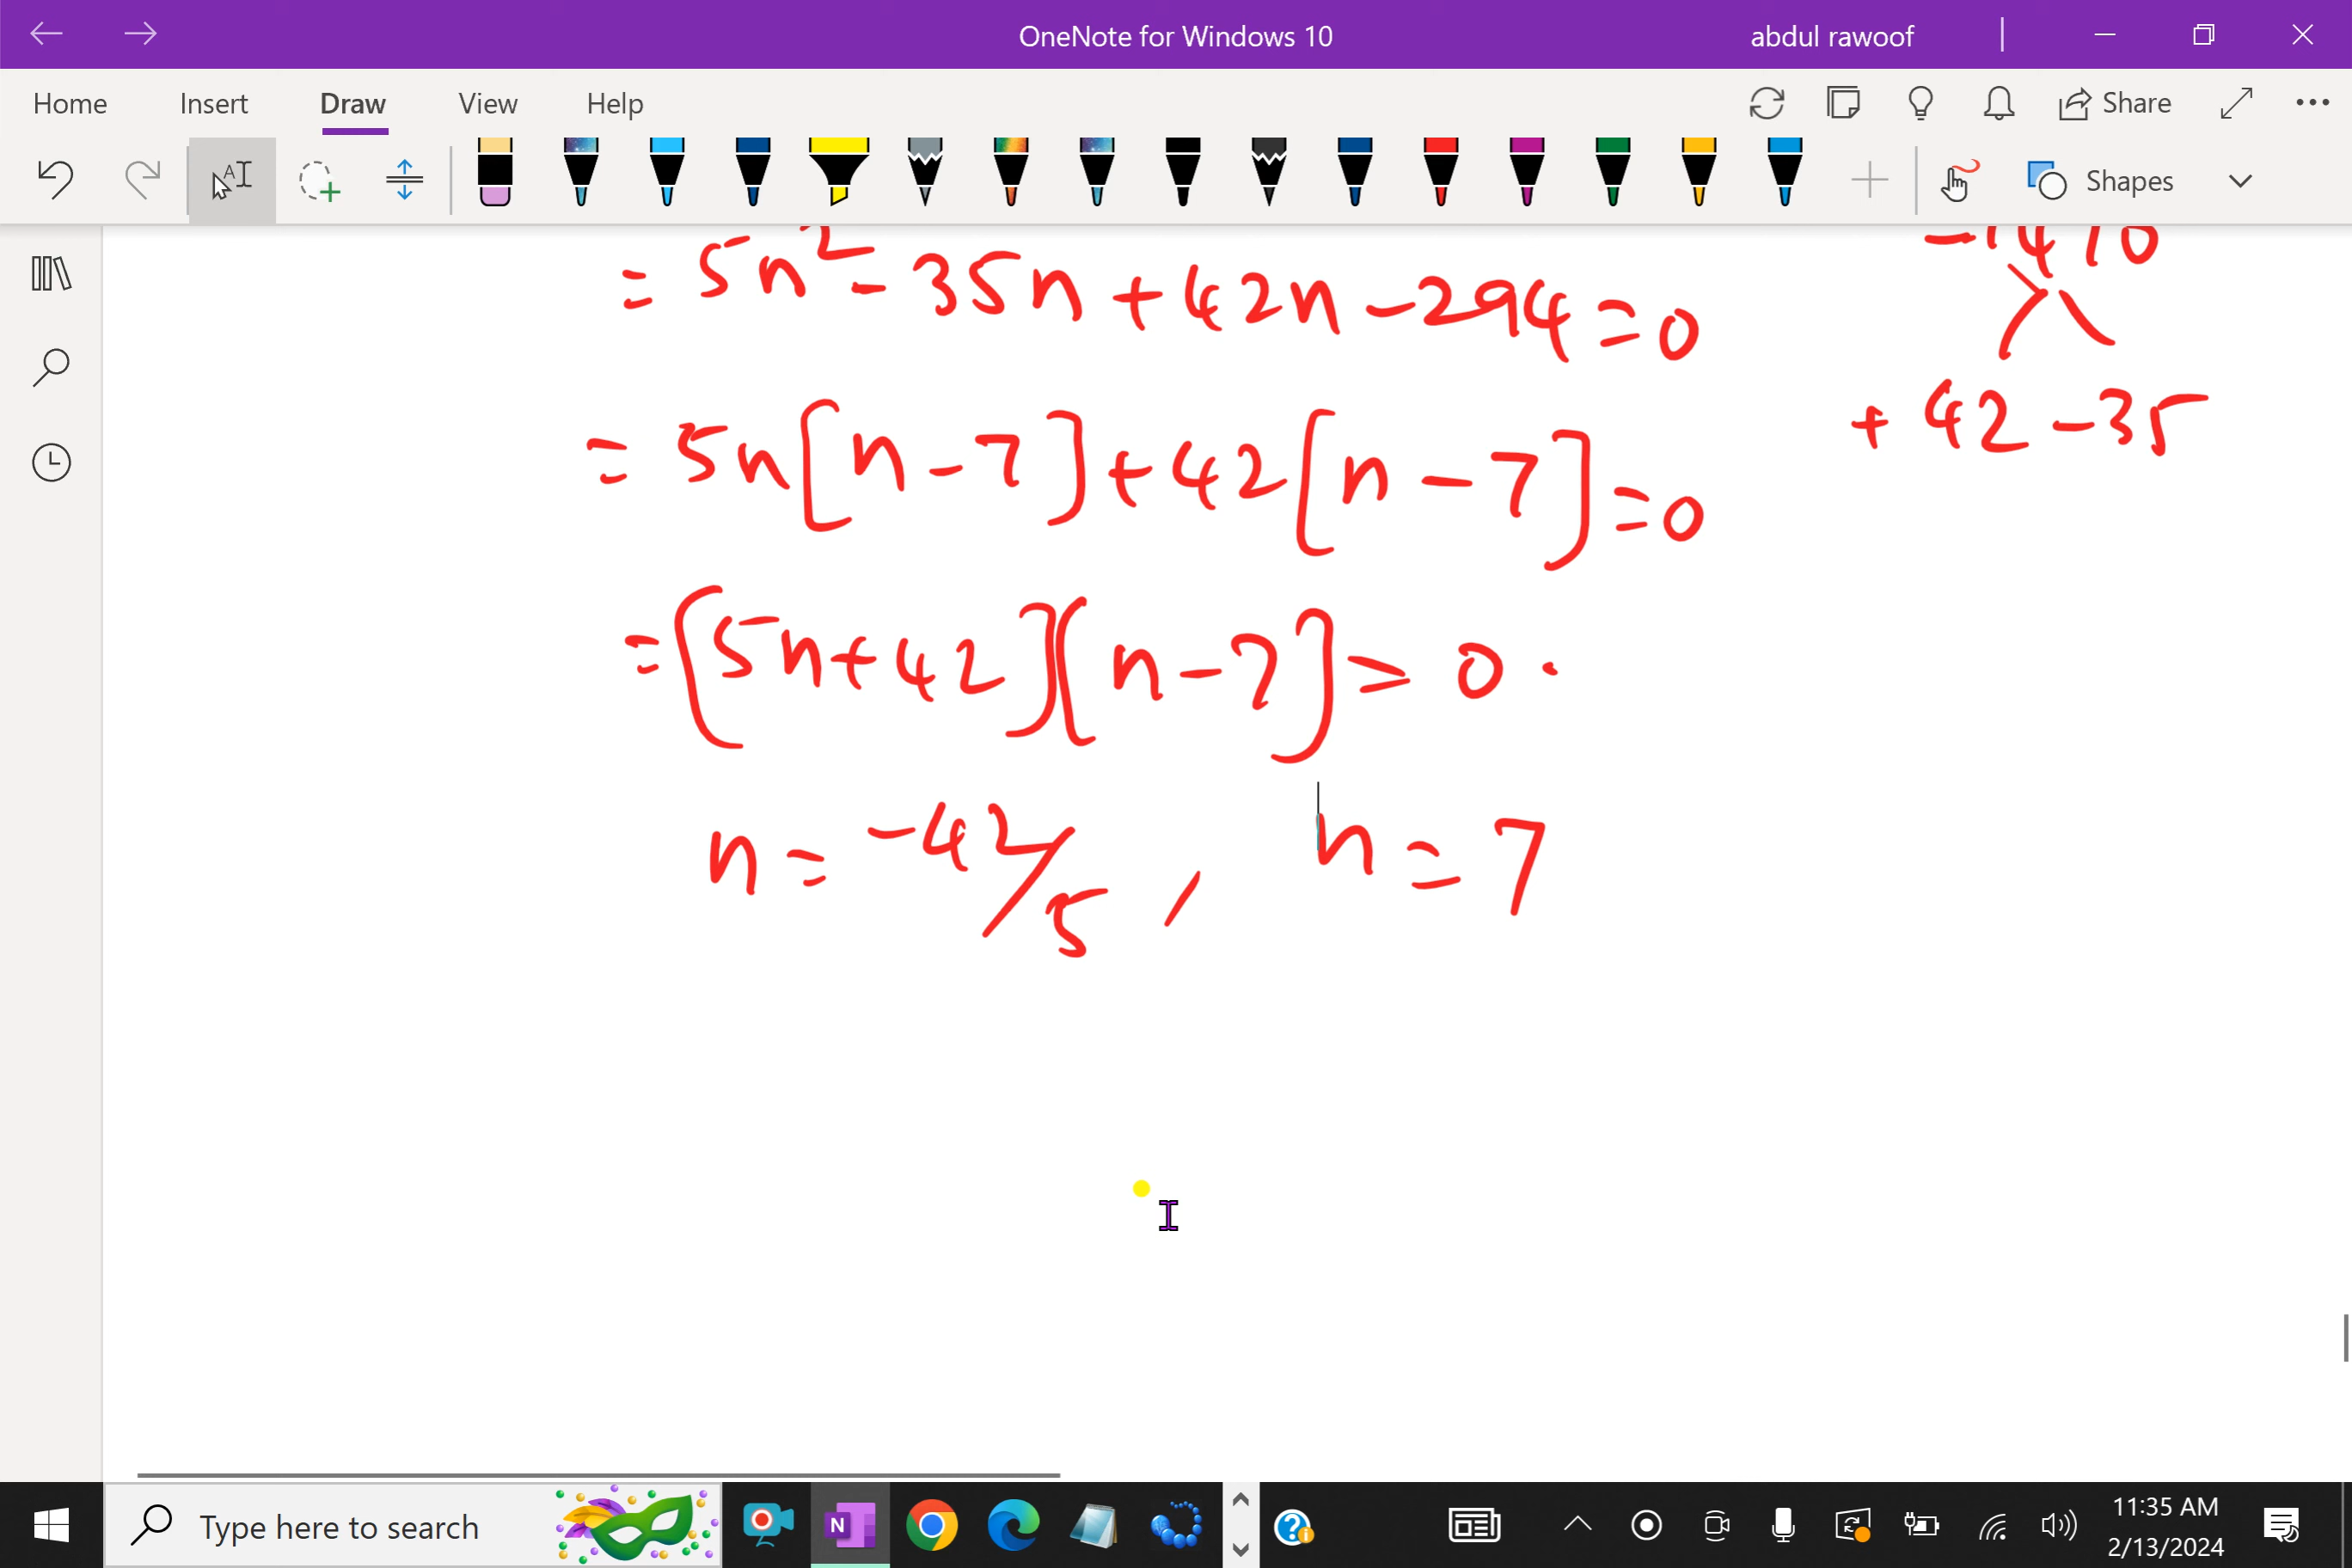 OneNote for Windows 10
abdul rawoof
Home Insert Draw View Help
Share
Shapes
= 5n² - 35n + 42n - 294 = 0
-1470
+ 42 - 35
= 5n[n - 7] + 42[n - 7] = 0
= [5n + 42][n - 7] = 0 .
n = -42/5 , n = 7
Type here to search
11:35 AM
2/13/2024